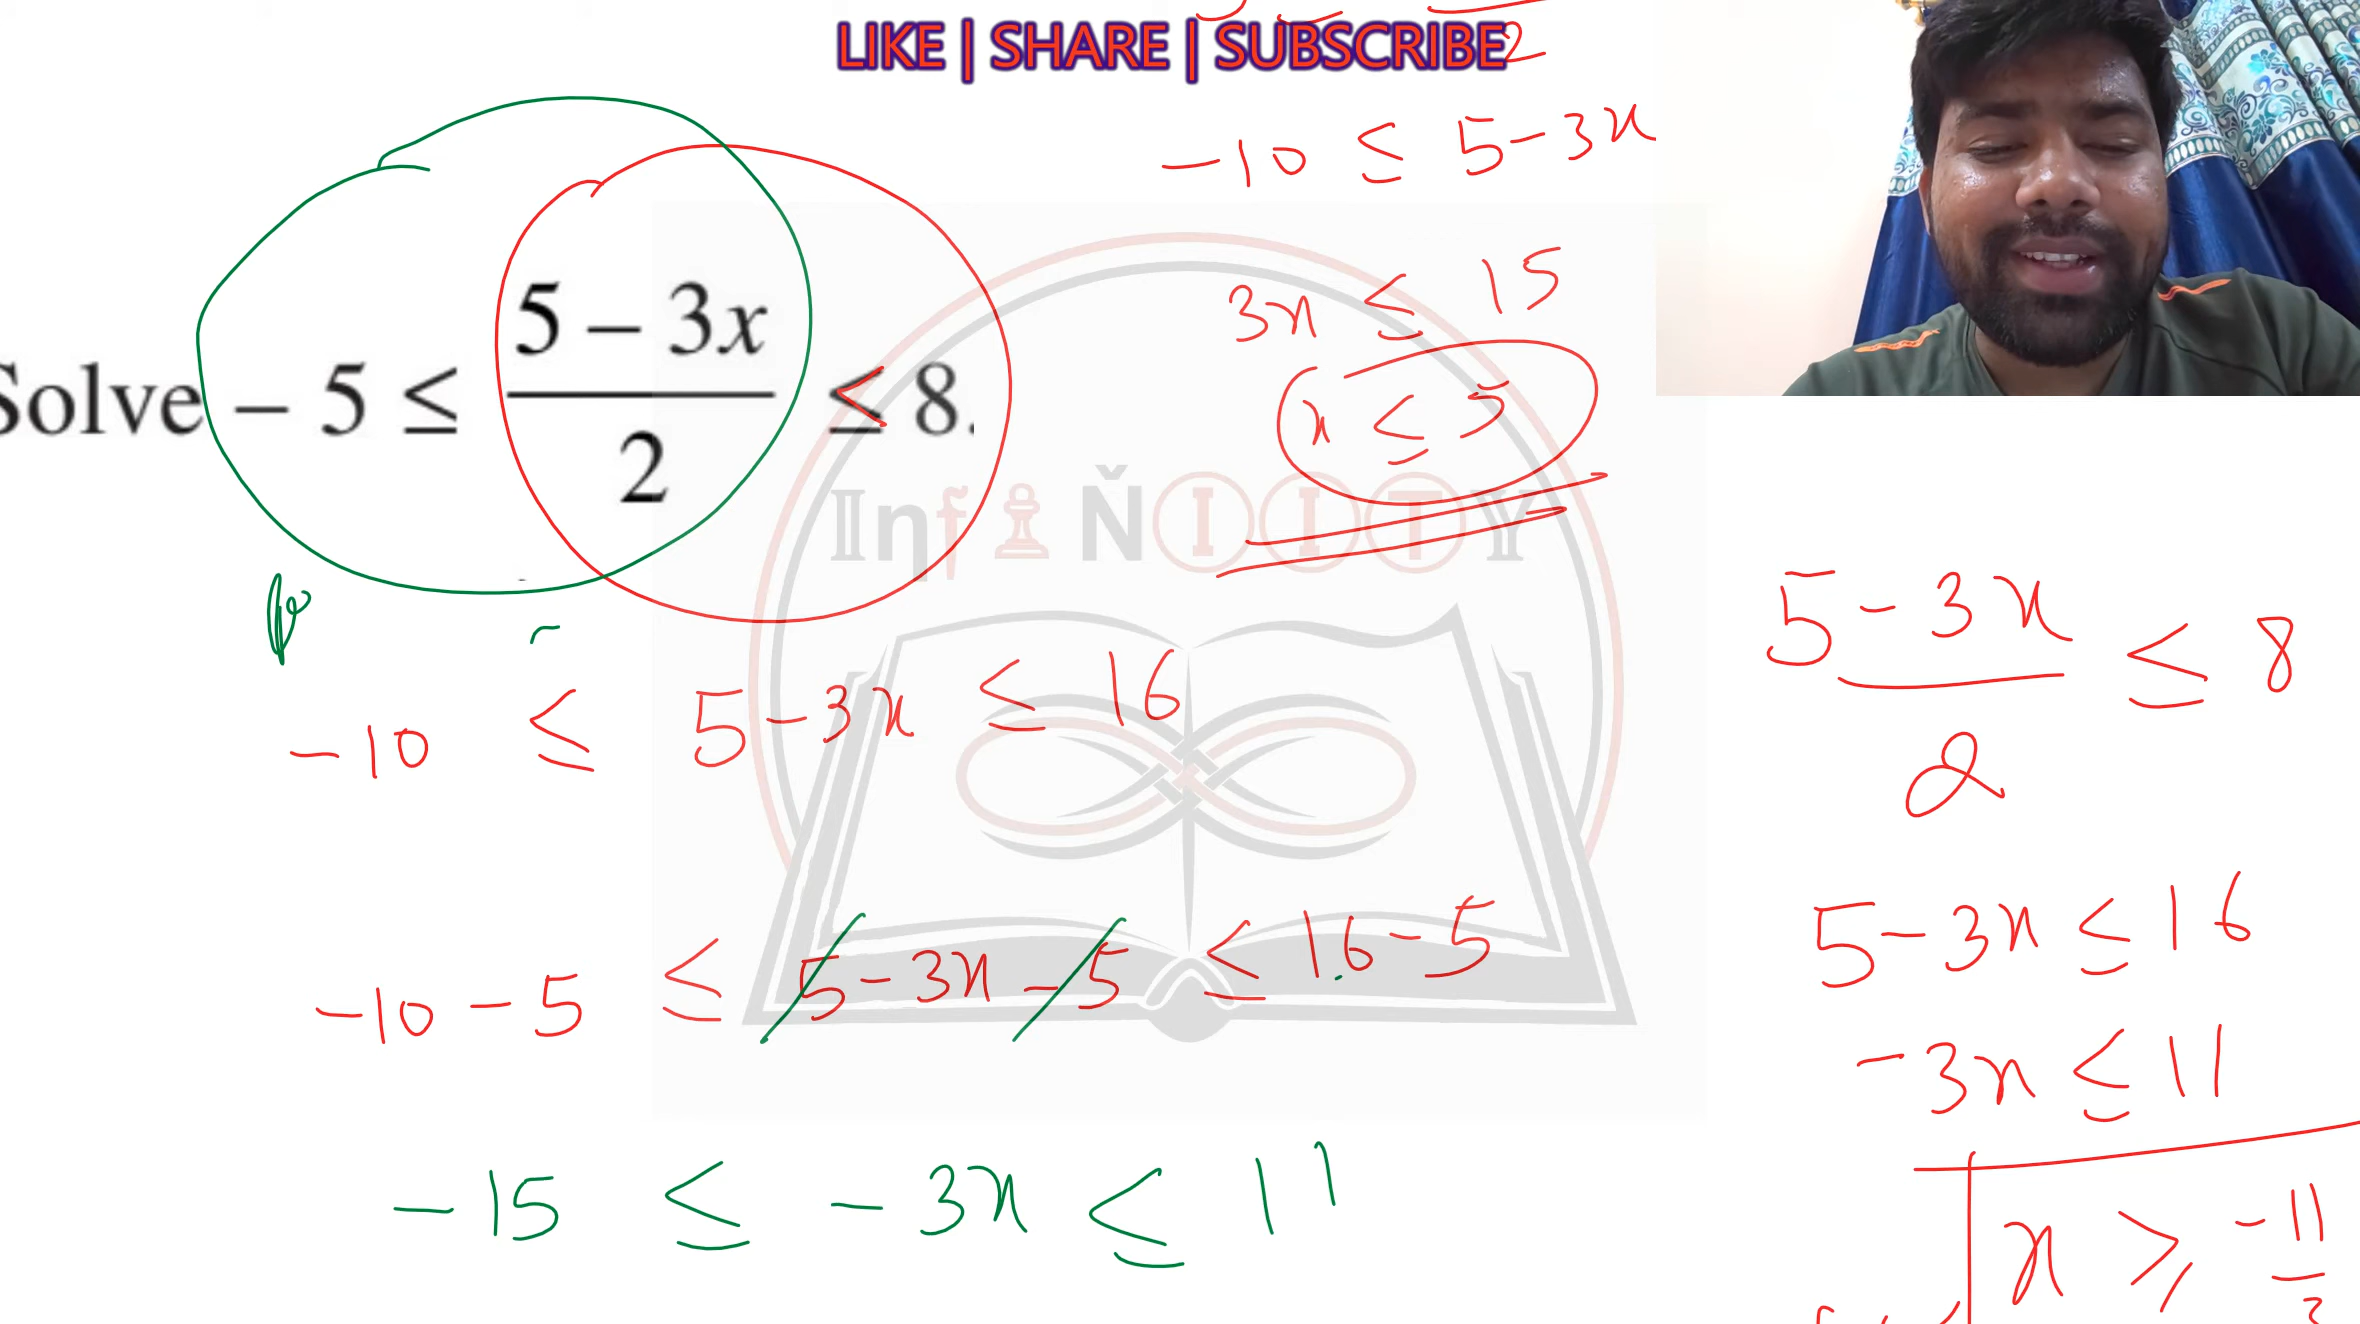 LIKE | SHARE | SUBSCRIBE
2
-10 ≤ 5-3x
Solve – 5 ≤ (5 – 3x)/2 ≤ 8.
3x ≤ 15
x ≤ 5
InfiŇIITY
(5-3x)/2 ≤ 8
-10 ≤ 5-3x ≤ 16
5-3x ≤ 16
-10-5 ≤ 5-3x-5 ≤ 16-5
-3x ≤ 11
-15 ≤ -3x ≤ 11
x ≥ -11/3